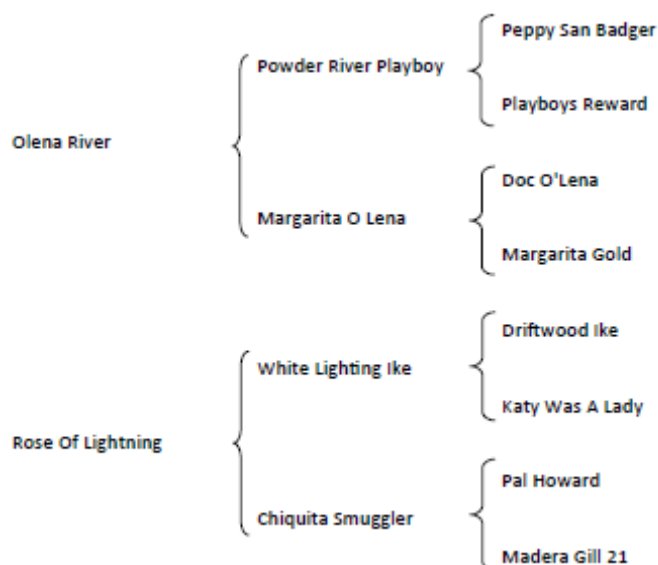 Peppy San Badger
Powder River Playboy
Playboys Reward
Olena River
Doc O'Lena
Margarita O Lena
Margarita Gold
Driftwood Ike
White Lighting Ike
Katy Was A Lady
Rose Of Lightning
Pal Howard
Chiquita Smuggler
Madera Gill 21